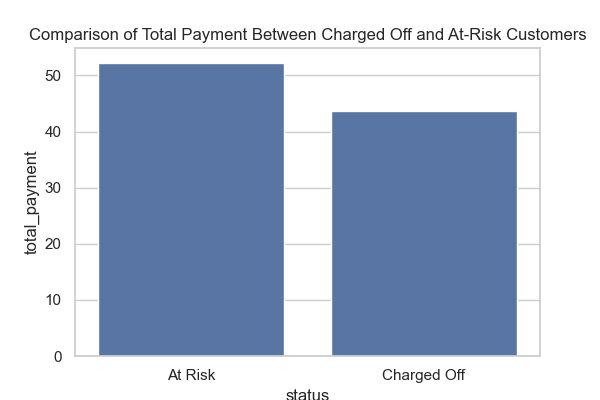 Comparison of Total Payment Between Charged Off and At-Risk Customers
total_payment
50
40
30
20
10
0
At Risk
Charged Off
status